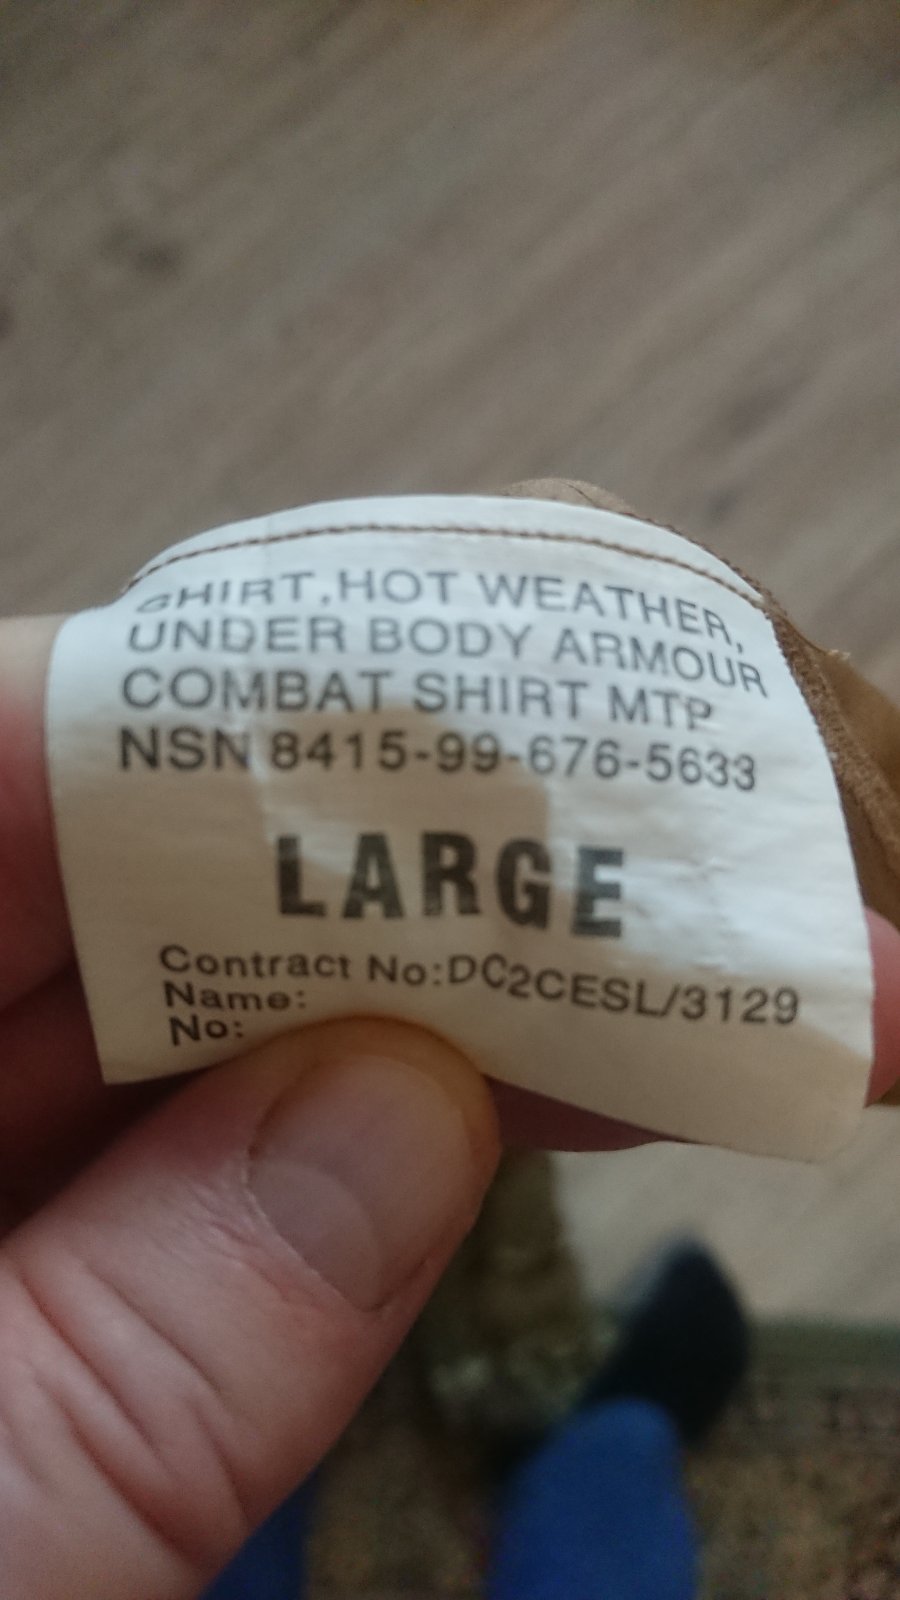 SHIRT,HOT WEATHER,
UNDER BODY ARMOUR
COMBAT SHIRT MTP
NSN 8415-99-676-5633
LARGE
Contract No:DC2CESL/3129
Name:
No: